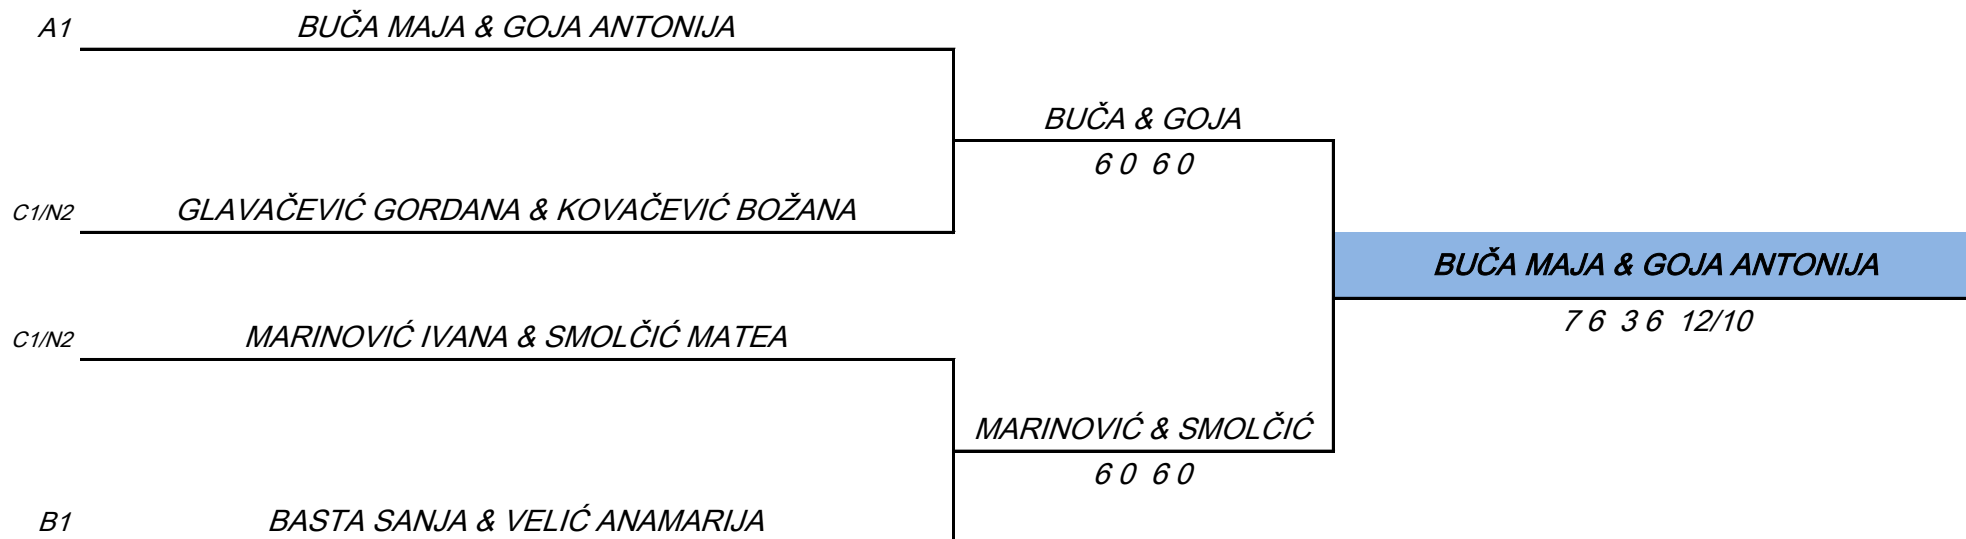 A1 BUČA MAJA & GOJA ANTONIJA
BUČA & GOJA
6 0 6 0
C1/N2 GLAVAČEVIĆ GORDANA & KOVAČEVIĆ BOŽANA
BUČA MAJA & GOJA ANTONIJA
7 6 3 6 12/10
C1/N2 MARINOVIĆ IVANA & SMOLČIĆ MATEA
MARINOVIĆ & SMOLČIĆ
6 0 6 0
B1 BASTA SANJA & VELIĆ ANAMARIJA